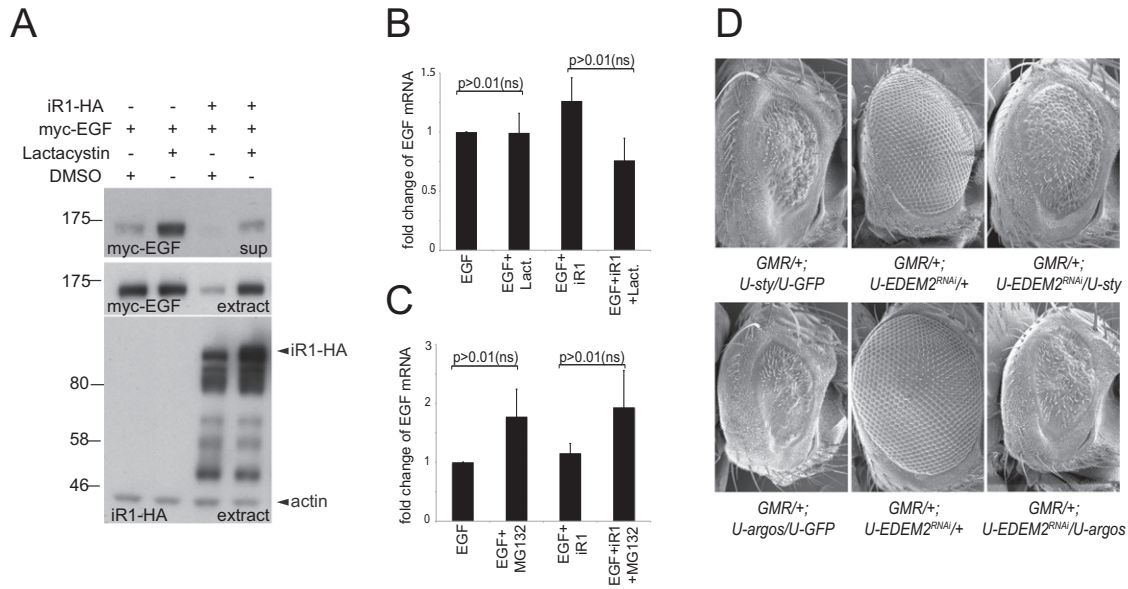 A
iR1-HA - - + +
myc-EGF + + + +
Lactacystin - + - +
DMSO + - + -
175
myc-EGF sup
175
myc-EGF extract
iR1-HA
80
58
46
actin
iR1-HA extract
B
fold change of EGF mRNA
1.5
1
0.5
0
p>0.01(ns)
p>0.01(ns)
EGF
EGF+
Lact.
EGF+
iR1
EGF+iR1
+Lact.
C
fold change of EGF mRNA
3
2
1
0
p>0.01(ns)
p>0.01(ns)
EGF
EGF+
MG132
EGF+
iR1
EGF+iR1
+MG132
D
GMR/+;
U-sty/U-GFP
GMR/+;
U-EDEM2RNAi/+
GMR/+;
U-EDEM2RNAi/U-sty
GMR/+;
U-argos/U-GFP
GMR/+;
U-EDEM2RNAi/+
GMR/+;
U-EDEM2RNAi/U-argos